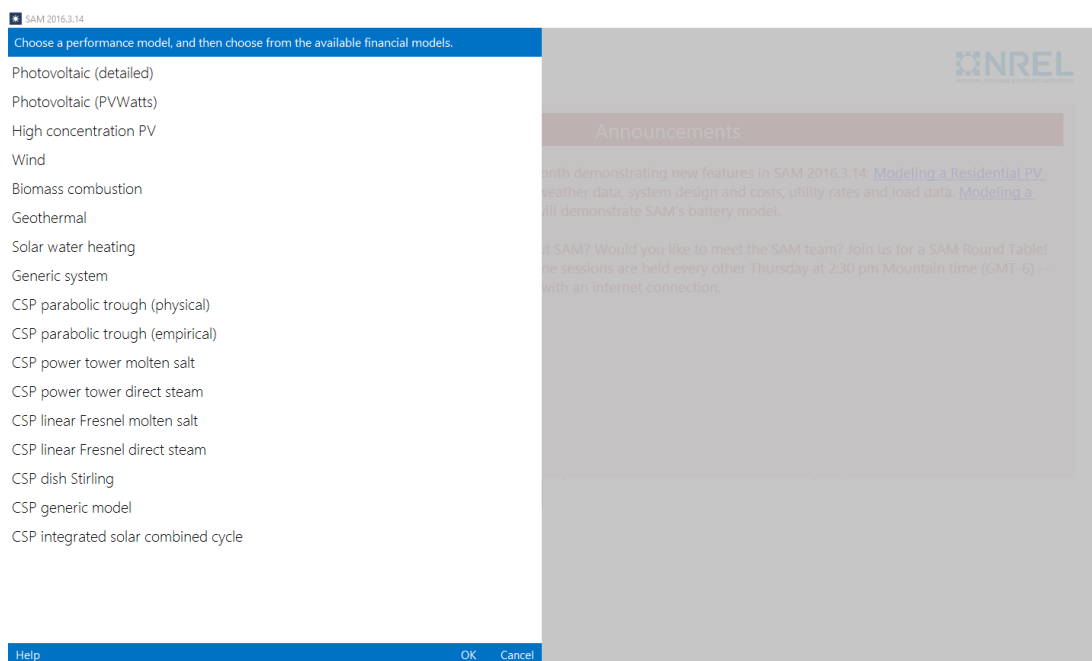 SAM 2016.3.14
Choose a performance model, and then choose from the available financial models.
Photovoltaic (detailed)
Photovoltaic (PVWatts)
High concentration PV
Wind
Biomass combustion
Geothermal
Solar water heating
Generic system
CSP parabolic trough (physical)
CSP parabolic trough (empirical)
CSP power tower molten salt
CSP power tower direct steam
CSP linear Fresnel molten salt
CSP linear Fresnel direct steam
CSP dish Stirling
CSP generic model
CSP integrated solar combined cycle
Help OK Cancel
NREL
Announcements
onth demonstrating new features in SAM 2016.3.14: Modeling a Residential PV
weather data, system design and costs, utility rates and load data. Modeling a
will demonstrate SAM's battery model.
ut SAM? Would you like to meet the SAM team? Join us for a SAM Round Table!
ne sessions are held every other Thursday at 2:30 pm Mountain time (GMT-6) --
with an internet connection.